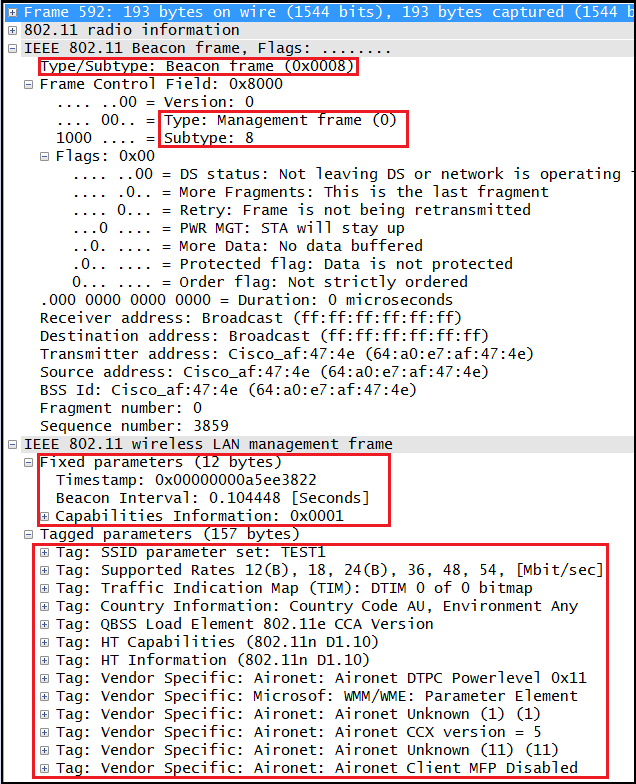 Frame 592: 193 bytes on wire (1544 bits), 193 bytes captured (1544 b
802.11 radio information
IEEE 802.11 Beacon frame, Flags: ........
Type/Subtype: Beacon frame (0x0008)
Frame Control Field: 0x8000
.... ..00 = Version: 0
.... 00.. = Type: Management frame (0)
1000 .... = Subtype: 8
Flags: 0x00
.... ..00 = DS status: Not leaving DS or network is operating
.... .0.. = More Fragments: This is the last fragment
.... 0... = Retry: Frame is not being retransmitted
...0 .... = PWR MGT: STA will stay up
..0. .... = More Data: No data buffered
.0.. .... = Protected flag: Data is not protected
0... .... = Order flag: Not strictly ordered
.000 0000 0000 0000 = Duration: 0 microseconds
Receiver address: Broadcast (ff:ff:ff:ff:ff:ff)
Destination address: Broadcast (ff:ff:ff:ff:ff:ff)
Transmitter address: Cisco_af:47:4e (64:a0:e7:af:47:4e)
Source address: Cisco_af:47:4e (64:a0:e7:af:47:4e)
BSS Id: Cisco_af:47:4e (64:a0:e7:af:47:4e)
Fragment number: 0
Sequence number: 3859
IEEE 802.11 wireless LAN management frame
Fixed parameters (12 bytes)
Timestamp: 0x00000000a5ee3822
Beacon Interval: 0.104448 [Seconds]
Capabilities Information: 0x0001
Tagged parameters (157 bytes)
Tag: SSID parameter set: TEST1
Tag: Supported Rates 12(B), 18, 24(B), 36, 48, 54, [Mbit/sec]
Tag: Traffic Indication Map (TIM): DTIM 0 of 0 bitmap
Tag: Country Information: Country Code AU, Environment Any
Tag: QBSS Load Element 802.11e CCA Version
Tag: HT Capabilities (802.11n D1.10)
Tag: HT Information (802.11n D1.10)
Tag: Vendor Specific: Aironet: Aironet DTPC Powerlevel 0x11
Tag: Vendor Specific: Microsof: WMM/WME: Parameter Element
Tag: Vendor Specific: Aironet: Aironet Unknown (1) (1)
Tag: Vendor Specific: Aironet: Aironet CCX version = 5
Tag: Vendor Specific: Aironet: Aironet Unknown (11) (11)
Tag: Vendor Specific: Aironet: Aironet Client MFP Disabled